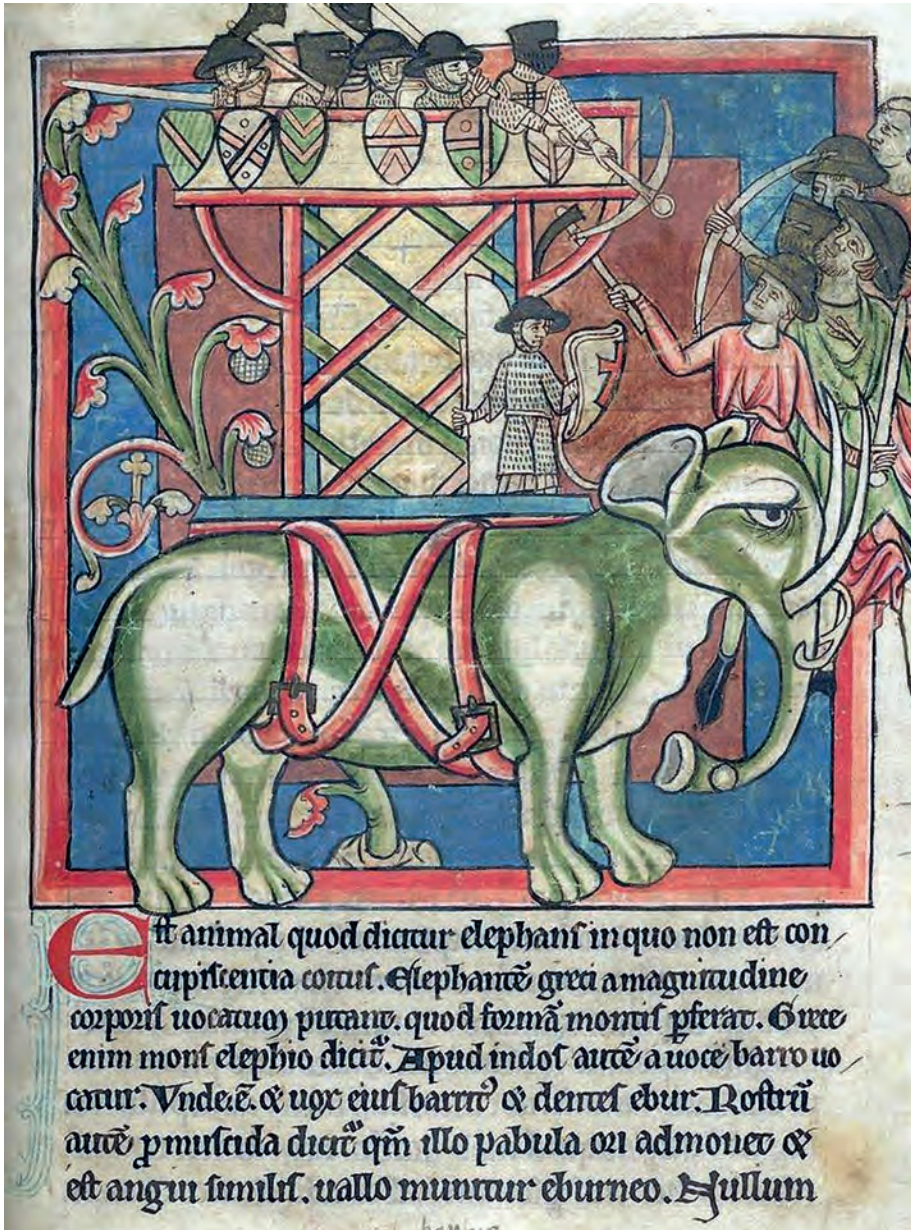 Est animal quod dicitur elephans in quo non est con
cupiscentia coitus. Elephantē greci a magnitudine
corporis uocatum putant. quod formā montis p̄ferat. Grece
enim mons elephio dicit᷑. Apud indos autē a uoce barro uo
catur. Vnde .ē. & uox eius barrit᷒ & dentes ebur. Rostrū
autē ꝓmuscida dicit᷑ qm̄ illo pabula ori admouet &
est angui similis. uallo munitur eburneo. Nullum